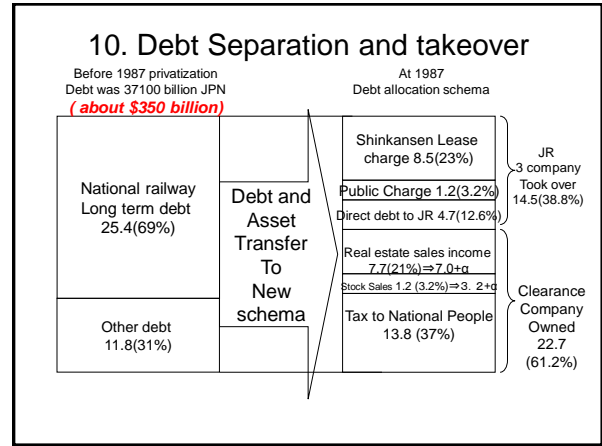 10. Debt Separation and takeover
Before 1987 privatization
Debt was 37100 billion JPN
( about $350 billion)
At 1987
Debt allocation schema
National railway
Long term debt
25.4(69%)
Other debt
11.8(31%)
Debt and
Asset
Transfer
To
New
schema
Shinkansen Lease
charge 8.5(23%)
Public Charge 1.2(3.2%)
Direct debt to JR 4.7(12.6%)
Real estate sales income
7.7(21%)⇒7.0+α
Stock Sales 1.2 (3.2%)⇒3. 2+α
Tax to National People
13.8 (37%)
JR
3 company
Took over
14.5(38.8%)
Clearance
Company
Owned
22.7
(61.2%)